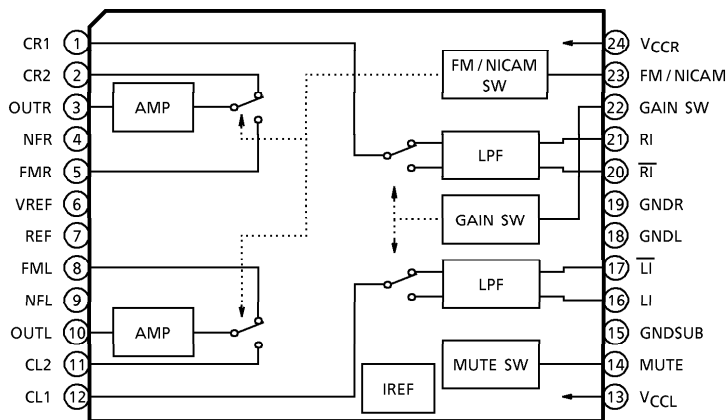 CR1 1
CR2 2
OUTR 3
NFR 4
FMR 5
VREF 6
REF 7
FML 8
NFL 9
OUTL 10
CL2 11
CL1 12
AMP
AMP
FM / NICAM
SW
LPF
GAIN SW
LPF
MUTE SW
IREF
24 VCCR
23 FM / NICAM
22 GAIN SW
21 RI
20 R̅I̅
19 GNDR
18 GNDL
17 L̅I̅
16 LI
15 GNDSUB
14 MUTE
13 VCCL